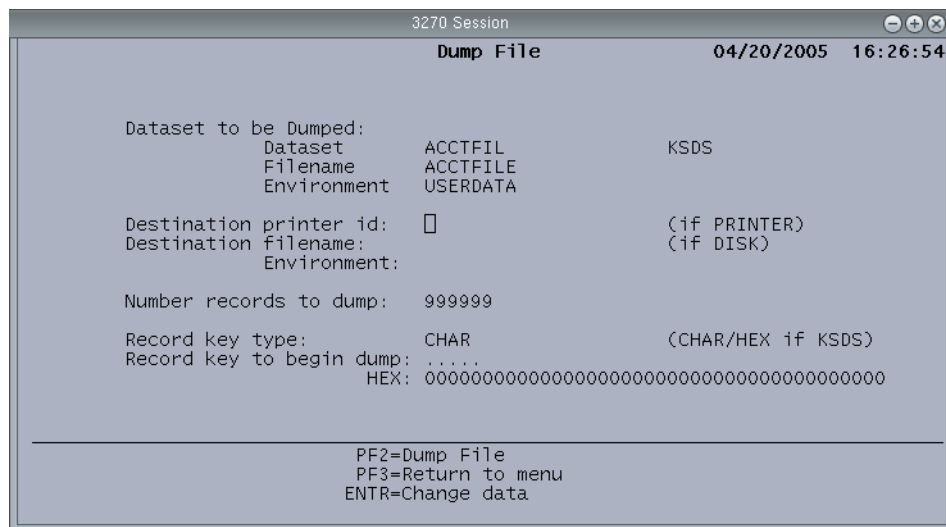 3270 Session
Dump File 04/20/2005 16:26:54
Dataset to be Dumped:
Dataset ACCTFIL KSDS
Filename ACCTFILE
Environment USERDATA
Destination printer id: (if PRINTER)
Destination filename: (if DISK)
Environment:
Number records to dump: 999999
Record key type: CHAR (CHAR/HEX if KSDS)
Record key to begin dump: .....
HEX: 0000000000000000000000000000000000000000
PF2=Dump File
PF3=Return to menu
ENTR=Change data